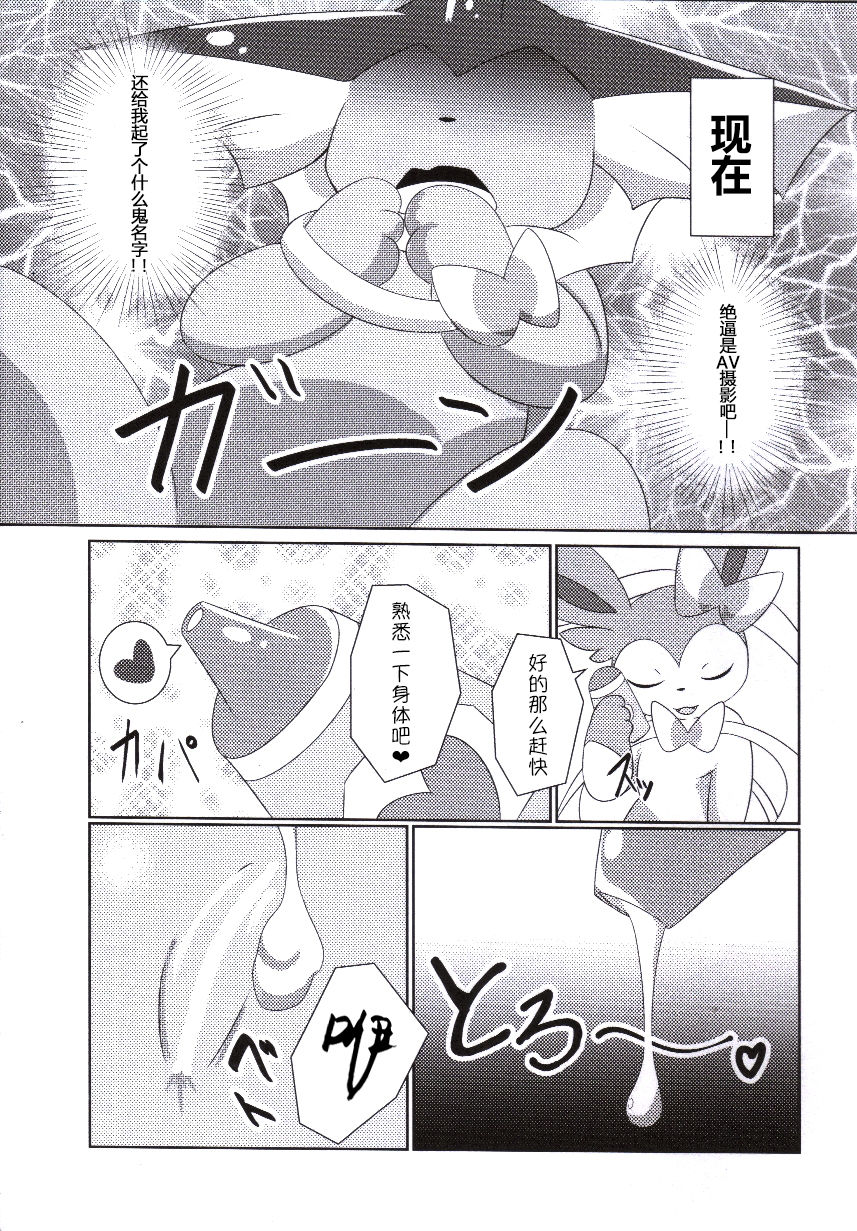 现在
绝逼是AV摄影吧—!!
还给我起了个什么鬼名字!!
ガーン
好的那么赶快
熟悉一下身体吧♥
ズッ
カパ
とろ～♡
咿
イズ